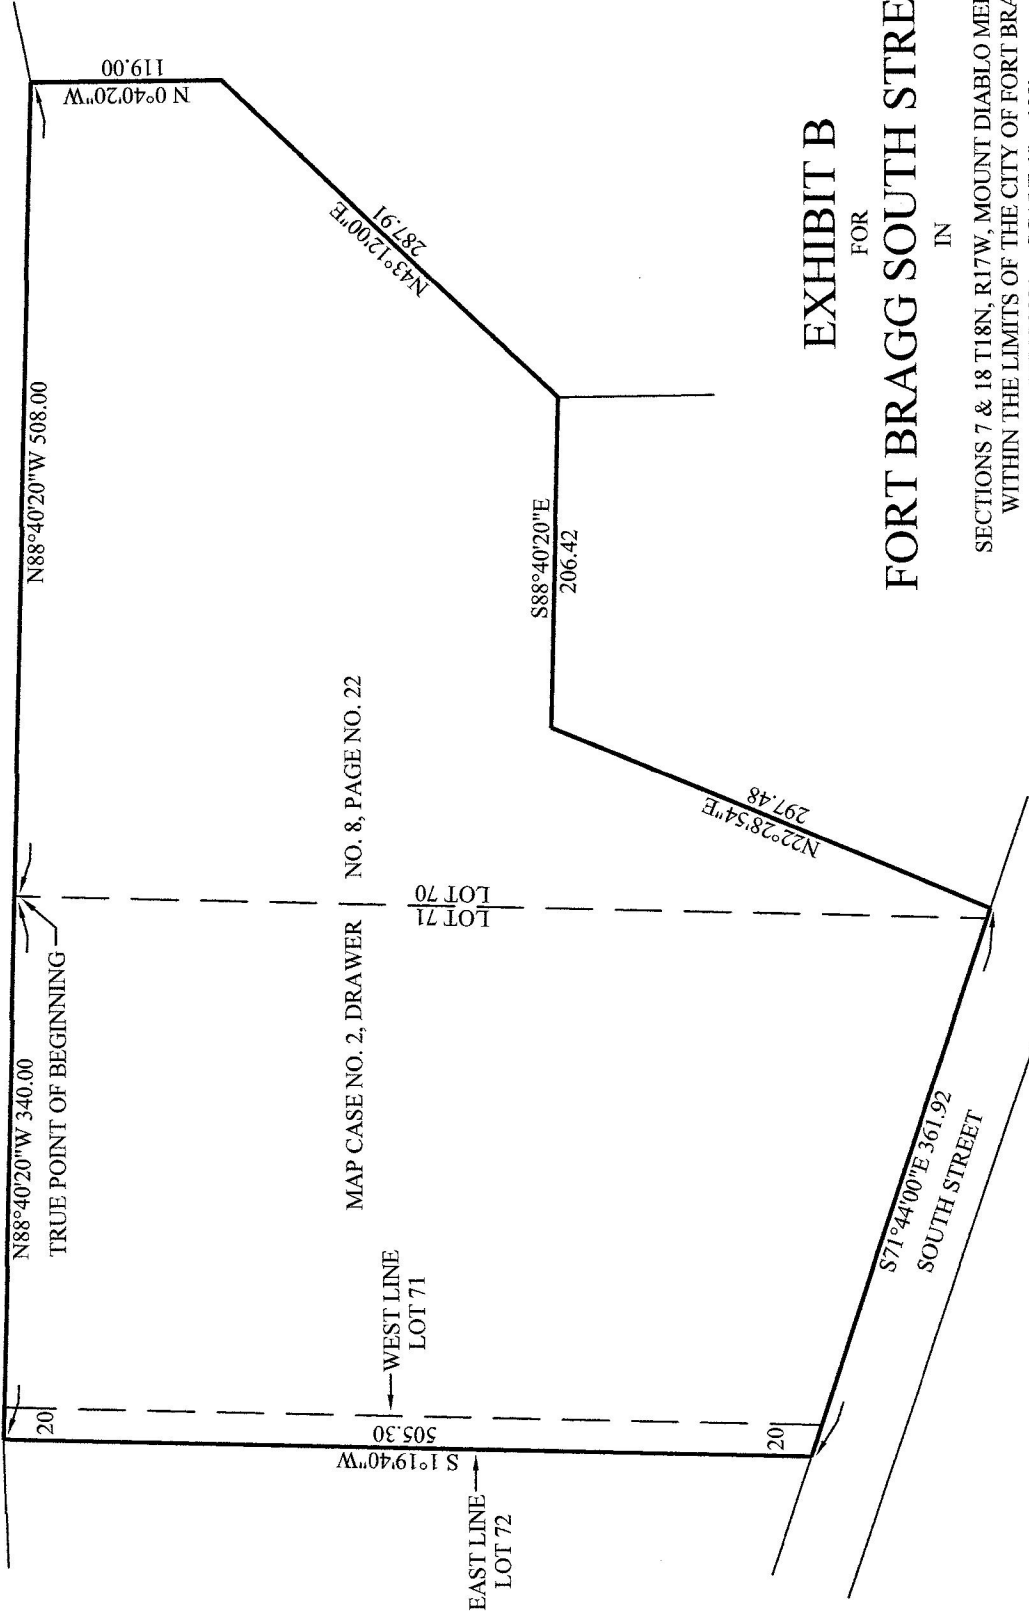 N88°40'20"W 340.00
TRUE POINT OF BEGINNING
N88°40'20"W 508.00
N 0°40'20"W
119.00
N43°12'00"E
287.91
S88°40'20"E
206.42
N22°28'54"E
297.48
MAP CASE NO. 2, DRAWER NO. 8, PAGE NO. 22
LOT 70
LOT 71
20
WEST LINE
LOT 71
S 1°19'40"W
505.30
EAST LINE
LOT 72
20
S71°44'00"E 361.92
SOUTH STREET
EXHIBIT B
FOR
FORT BRAGG SOUTH STRE
IN
SECTIONS 7 & 18 T18N, R17W, MOUNT DIABLO MER
WITHIN THE LIMITS OF THE CITY OF FORT BRA